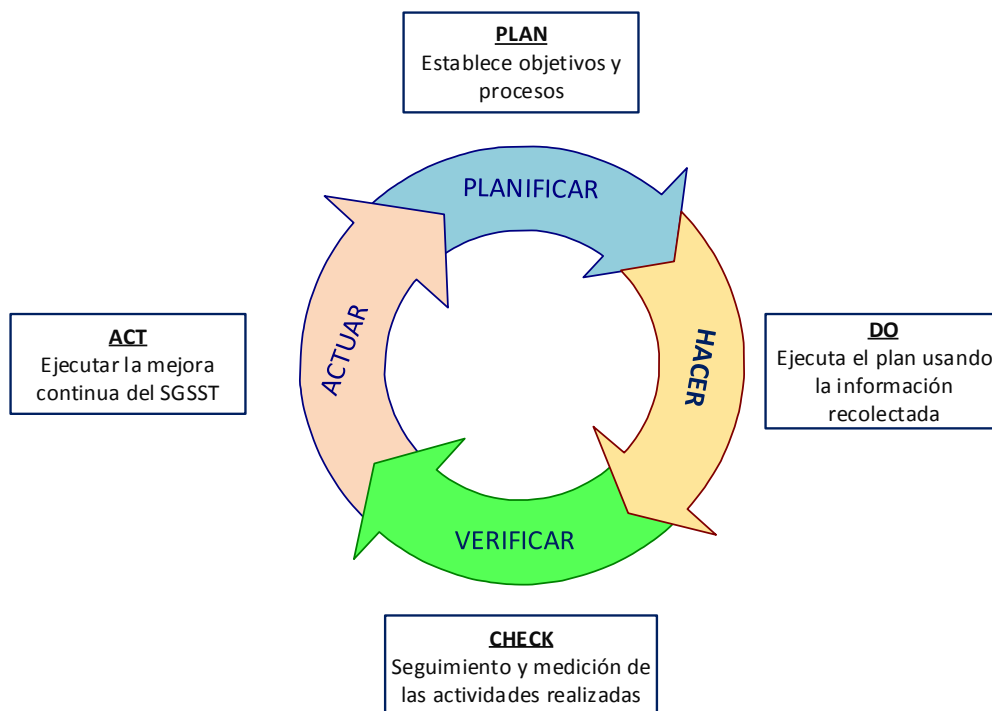 PLAN
Establece objetivos y
procesos
PLANIFICAR
HACER
DO
Ejecuta el plan usando
la información
recolectada
VERIFICAR
CHECK
Seguimiento y medición de
las actividades realizadas
ACTUAR
ACT
Ejecutar la mejora
continua del SGSST